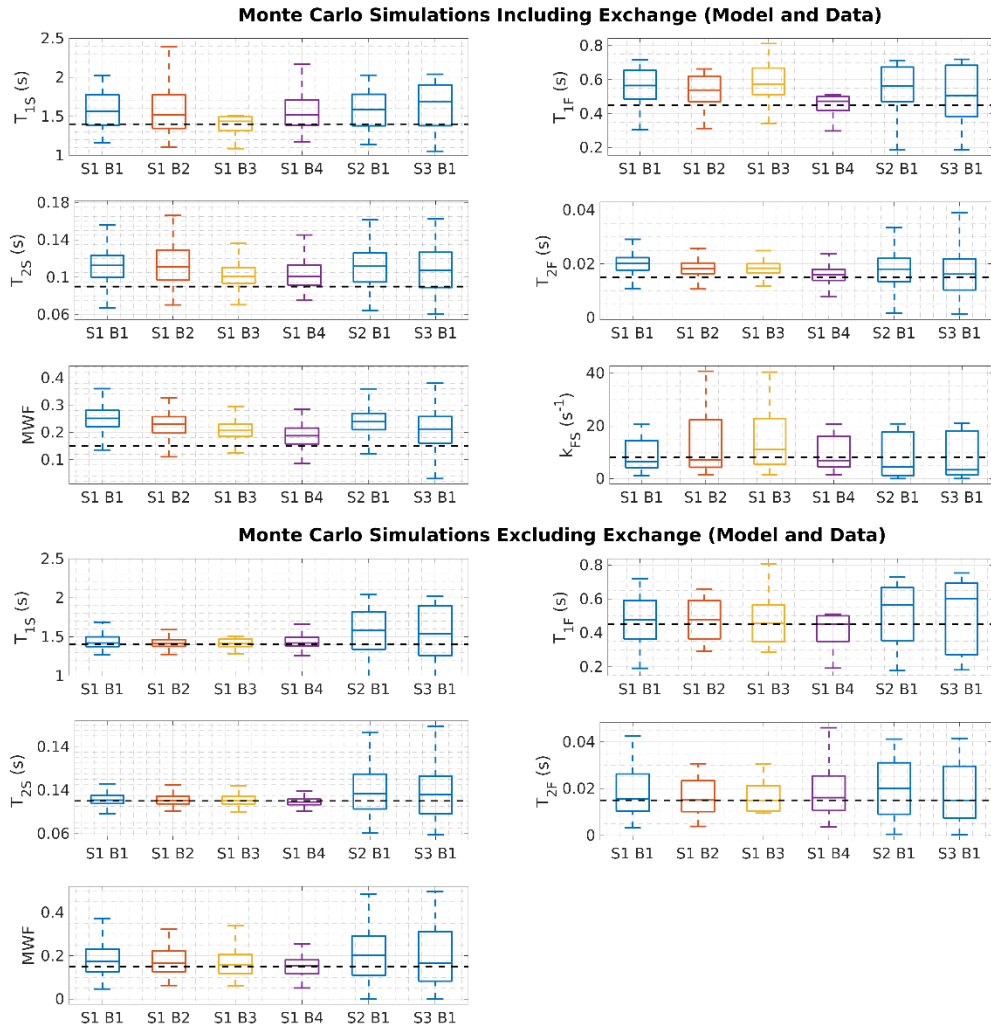 Monte Carlo Simulations Including Exchange (Model and Data)
T1S (s)
2.5
2
1.5
1
S1 B1 S1 B2 S1 B3 S1 B4 S2 B1 S3 B1
T1F (s)
0.8
0.6
0.4
0.2
S1 B1 S1 B2 S1 B3 S1 B4 S2 B1 S3 B1
T2S (s)
0.18
0.14
0.1
0.06
S1 B1 S1 B2 S1 B3 S1 B4 S2 B1 S3 B1
T2F (s)
0.04
0.02
0
S1 B1 S1 B2 S1 B3 S1 B4 S2 B1 S3 B1
MWF
0.4
0.3
0.2
0.1
S1 B1 S1 B2 S1 B3 S1 B4 S2 B1 S3 B1
kFS (s-1)
40
20
0
S1 B1 S1 B2 S1 B3 S1 B4 S2 B1 S3 B1
Monte Carlo Simulations Excluding Exchange (Model and Data)
T1S (s)
2.5
2
1.5
1
S1 B1 S1 B2 S1 B3 S1 B4 S2 B1 S3 B1
T1F (s)
0.8
0.6
0.4
0.2
S1 B1 S1 B2 S1 B3 S1 B4 S2 B1 S3 B1
T2S (s)
0.14
0.14
0.06
S1 B1 S1 B2 S1 B3 S1 B4 S2 B1 S3 B1
T2F (s)
0.04
0.02
0
S1 B1 S1 B2 S1 B3 S1 B4 S2 B1 S3 B1
MWF
0.4
0.2
0
S1 B1 S1 B2 S1 B3 S1 B4 S2 B1 S3 B1